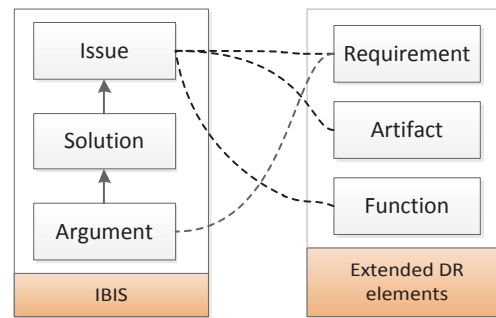 Issue
Solution
Argument
IBIS
Requirement
Artifact
Function
Extended DR
elements